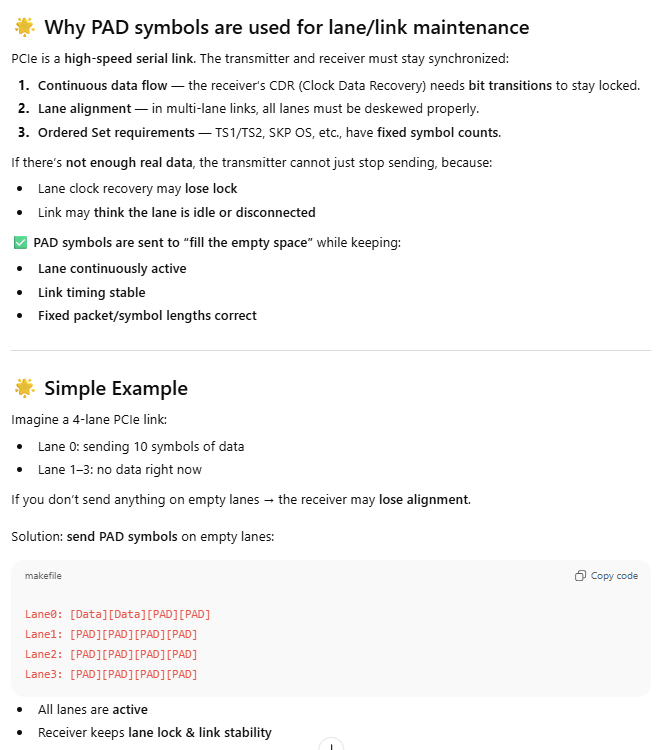 🌟 Why PAD symbols are used for lane/link maintenance
PCIe is a high-speed serial link. The transmitter and receiver must stay synchronized:
1. Continuous data flow — the receiver's CDR (Clock Data Recovery) needs bit transitions to stay locked.
2. Lane alignment — in multi-lane links, all lanes must be deskewed properly.
3. Ordered Set requirements — TS1/TS2, SKP OS, etc., have fixed symbol counts.
If there's not enough real data, the transmitter cannot just stop sending, because:
• Lane clock recovery may lose lock
• Link may think the lane is idle or disconnected
✅ PAD symbols are sent to “fill the empty space” while keeping:
• Lane continuously active
• Link timing stable
• Fixed packet/symbol lengths correct
🌟 Simple Example
Imagine a 4-lane PCIe link:
• Lane 0: sending 10 symbols of data
• Lane 1–3: no data right now
If you don't send anything on empty lanes → the receiver may lose alignment.
Solution: send PAD symbols on empty lanes:
makefile Copy code
Lane0: [Data][Data][PAD][PAD]
Lane1: [PAD][PAD][PAD][PAD]
Lane2: [PAD][PAD][PAD][PAD]
Lane3: [PAD][PAD][PAD][PAD]
• All lanes are active
• Receiver keeps lane lock & link stability